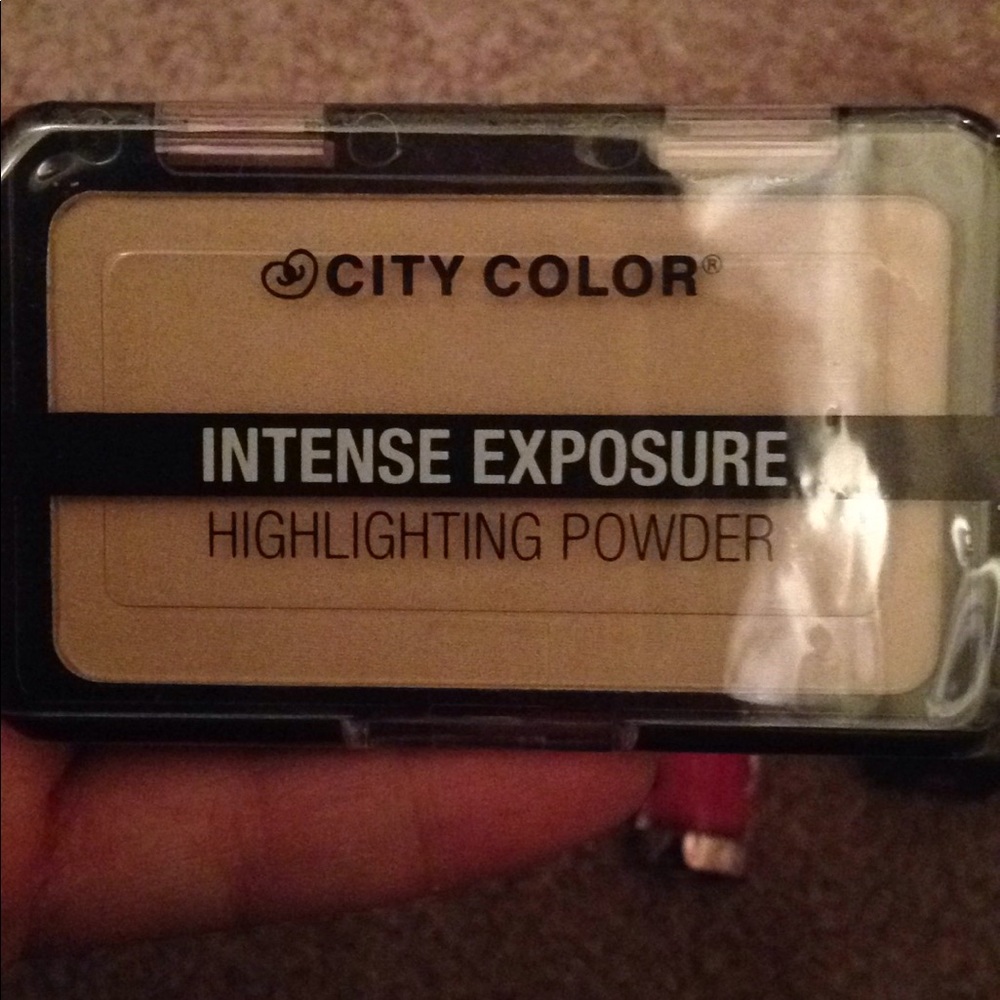 CITY COLOR®
INTENSE EXPOSURE
HIGHLIGHTING POWDER